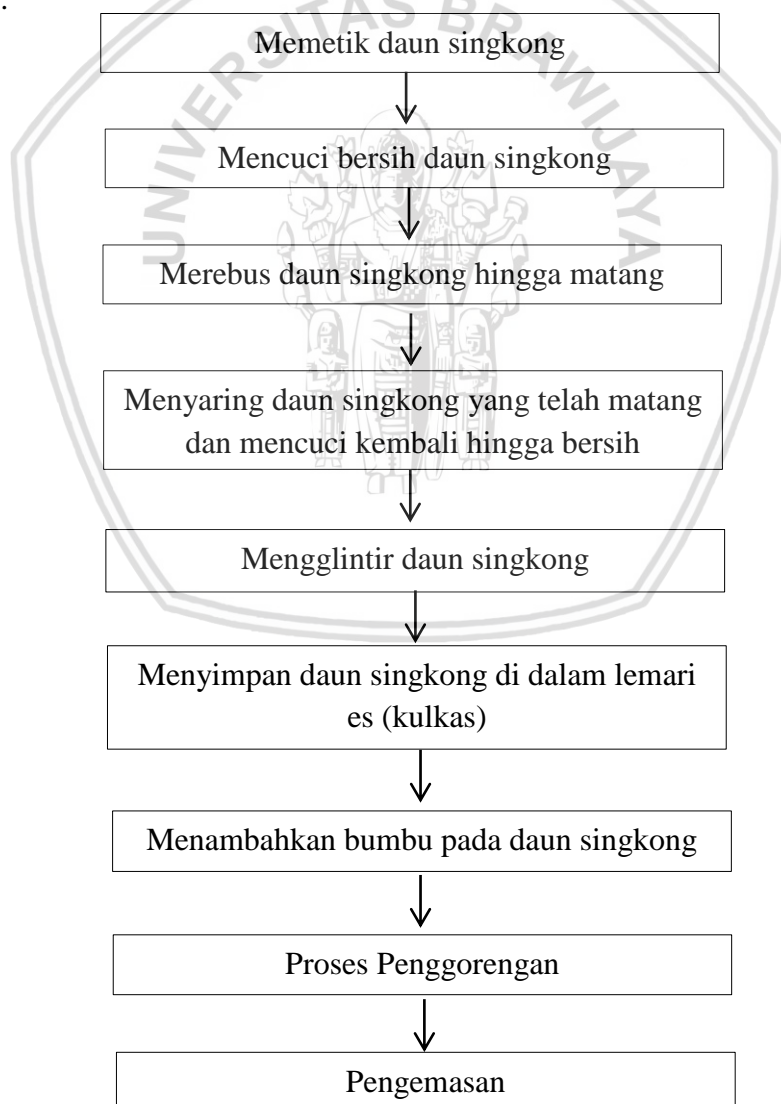 .
UNIVERSITAS BRAWIJAYA
Memetik daun singkong
Mencuci bersih daun singkong
Merebus daun singkong hingga matang
Menyaring daun singkong yang telah matang
dan mencuci kembali hingga bersih
Mengglintir daun singkong
Menyimpan daun singkong di dalam lemari
es (kulkas)
Menambahkan bumbu pada daun singkong
Proses Penggorengan
Pengemasan